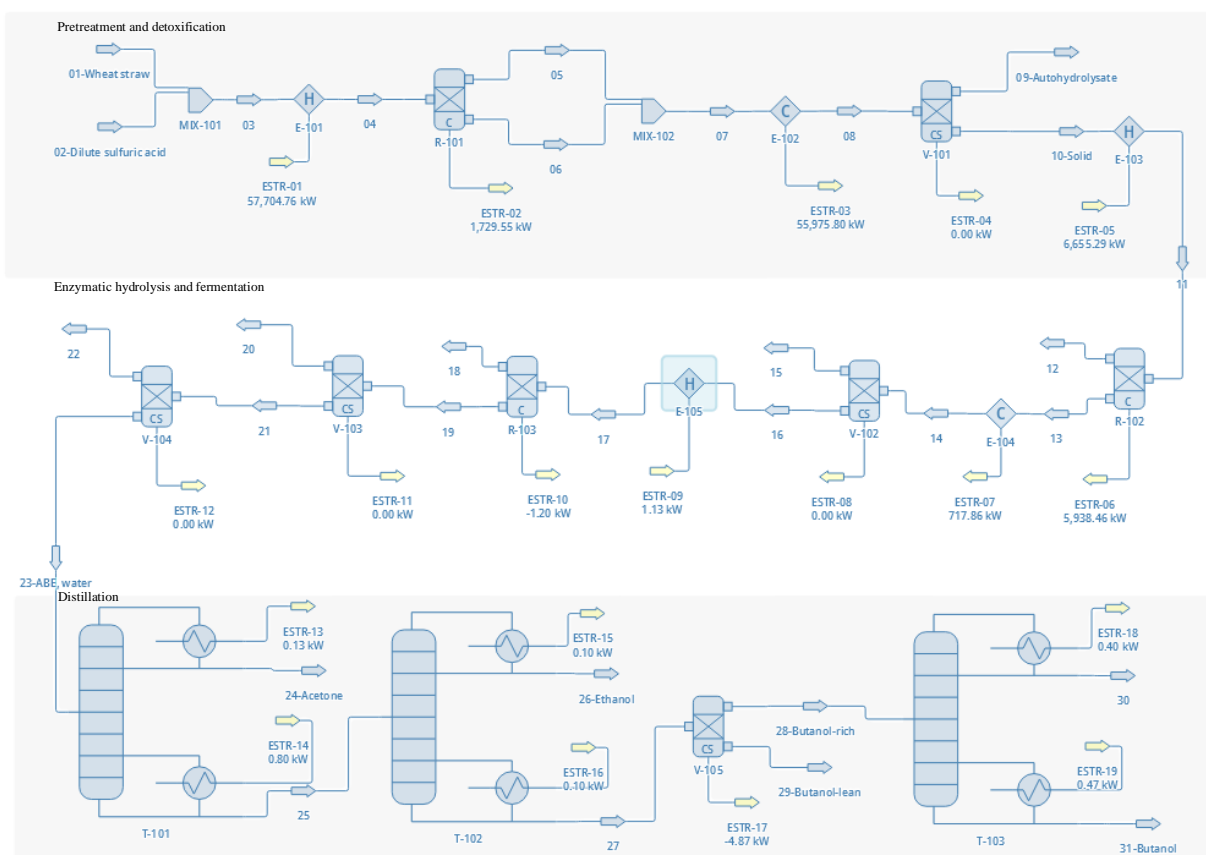 Pretreatment and detoxification
01-Wheat straw
02-Dilute sulfuric acid
MIX-101
03
H
E-101
ESTR-01
57,704.76 kW
04
C
R-101
ESTR-02
1,729.55 kW
05
06
MIX-102
07
C
E-102
ESTR-03
55,975.80 kW
08
CS
V-101
ESTR-04
0.00 kW
09-Autohydrolysate
10-Solid
H
E-103
ESTR-05
6,655.29 kW
11
Enzymatic hydrolysis and fermentation
22
CS
V-104
ESTR-12
0.00 kW
20
21
CS
V-103
ESTR-11
0.00 kW
18
19
C
R-103
ESTR-10
-1.20 kW
17
H
E-105
ESTR-09
1.13 kW
15
16
CS
V-102
ESTR-08
0.00 kW
14
C
E-104
ESTR-07
717.86 kW
12
13
C
R-102
ESTR-06
5,938.46 kW
23-ABE, water
Distillation
ESTR-13
0.13 kW
24-Acetone
ESTR-14
0.80 kW
25
T-101
ESTR-15
0.10 kW
26-Ethanol
ESTR-16
0.10 kW
T-102
27
CS
V-105
ESTR-17
-4.87 kW
28-Butanol-rich
29-Butanol-lean
ESTR-18
0.40 kW
30
ESTR-19
0.47 kW
T-103
31-Butanol